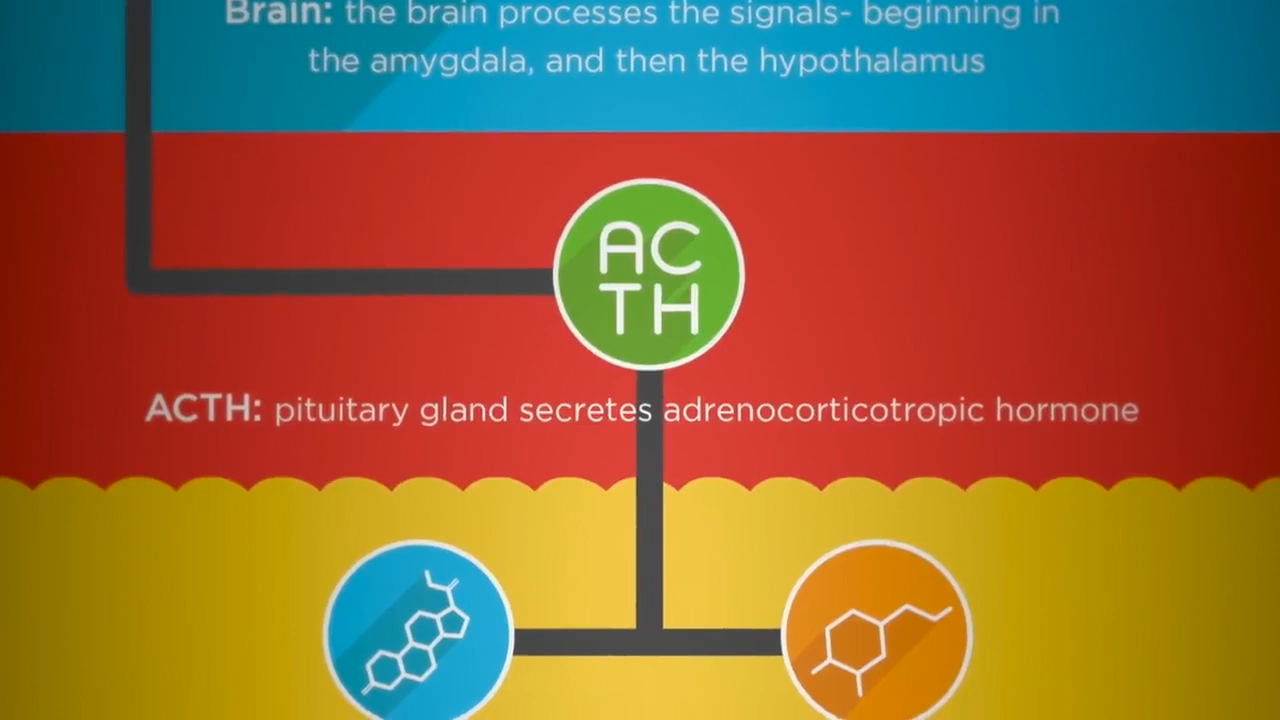 Brain: the brain processes the signals- beginning in
the amygdala, and then the hypothalamus
AC
TH
ACTH: pituitary gland secretes adrenocorticotropic hormone